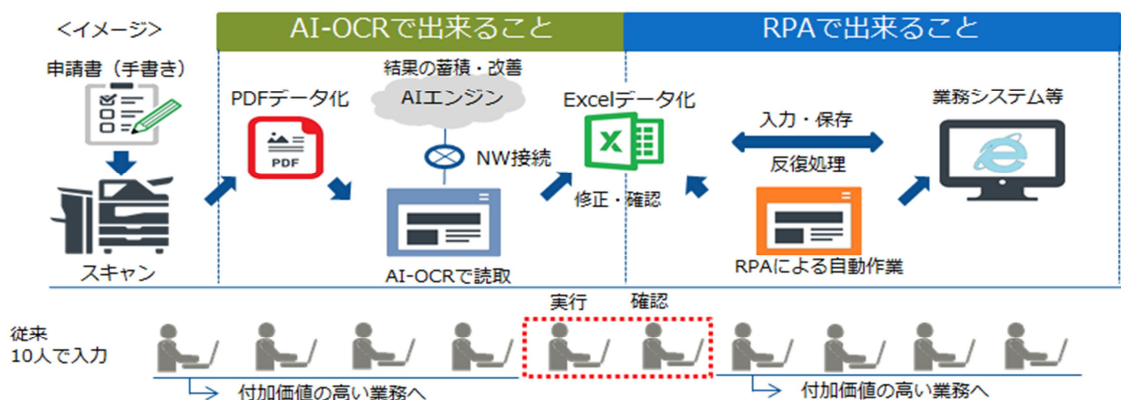 <イメージ>
AI-OCRで出来ること
RPAで出来ること
申請書（手書き）
スキャン
PDFデータ化
PDF
結果の蓄積・改善
AIエンジン
NW接続
AI-OCRで読取
Excelデータ化
X
修正・確認
入力・保存
反復処理
RPAによる自動作業
業務システム等
e
従来
10人で入力
実行
確認
付加価値の高い業務へ
付加価値の高い業務へ